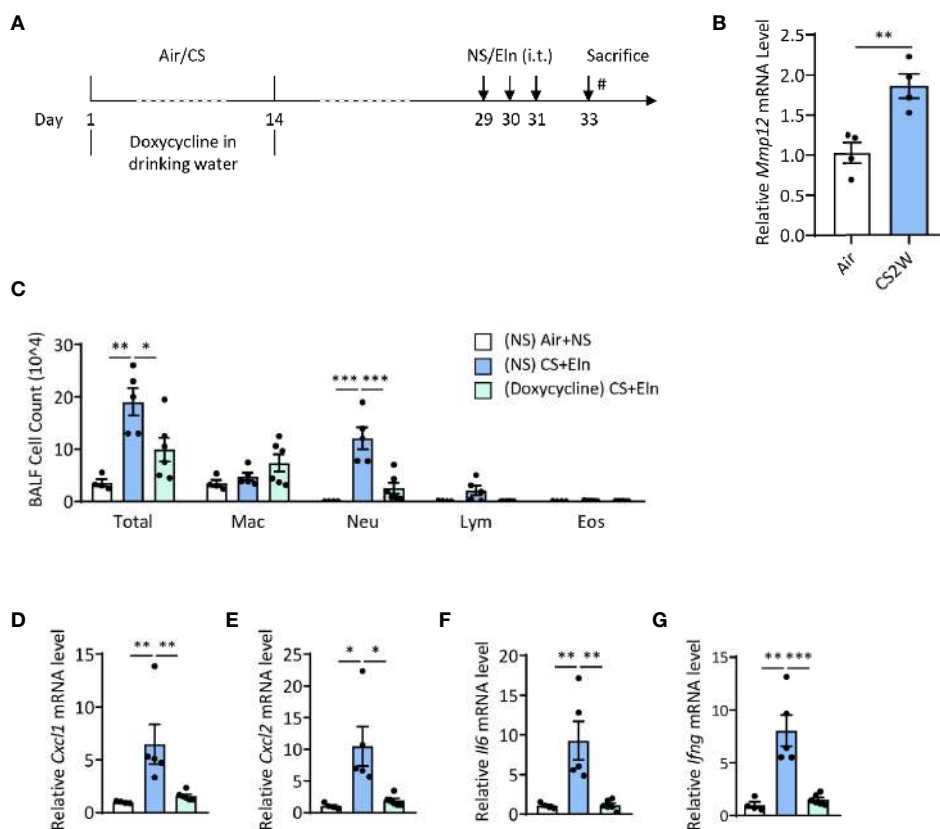 A
Air/CS
NS/Eln (i.t.)
Sacrifice
#
Day
1
14
29
30
31
33
Doxycycline in
drinking water
B
Relative Mmp12 mRNA Level
2.5
2.0
1.5
1.0
0.5
0.0
**
Air
CS2W
C
BALF Cell Count (10^4)
30
20
10
0
** *
*** ***
(NS) Air+NS
(NS) CS+Eln
(Doxycycline) CS+Eln
Total
Mac
Neu
Lym
Eos
D
Relative Cxcl1 mRNA level
15
10
5
0
** **
E
Relative Cxcl2 mRNA level
25
20
15
10
5
0
* *
F
Relative Il6 mRNA level
20
15
10
5
0
** **
G
Relative Ifng mRNA level
15
10
5
0
** ***